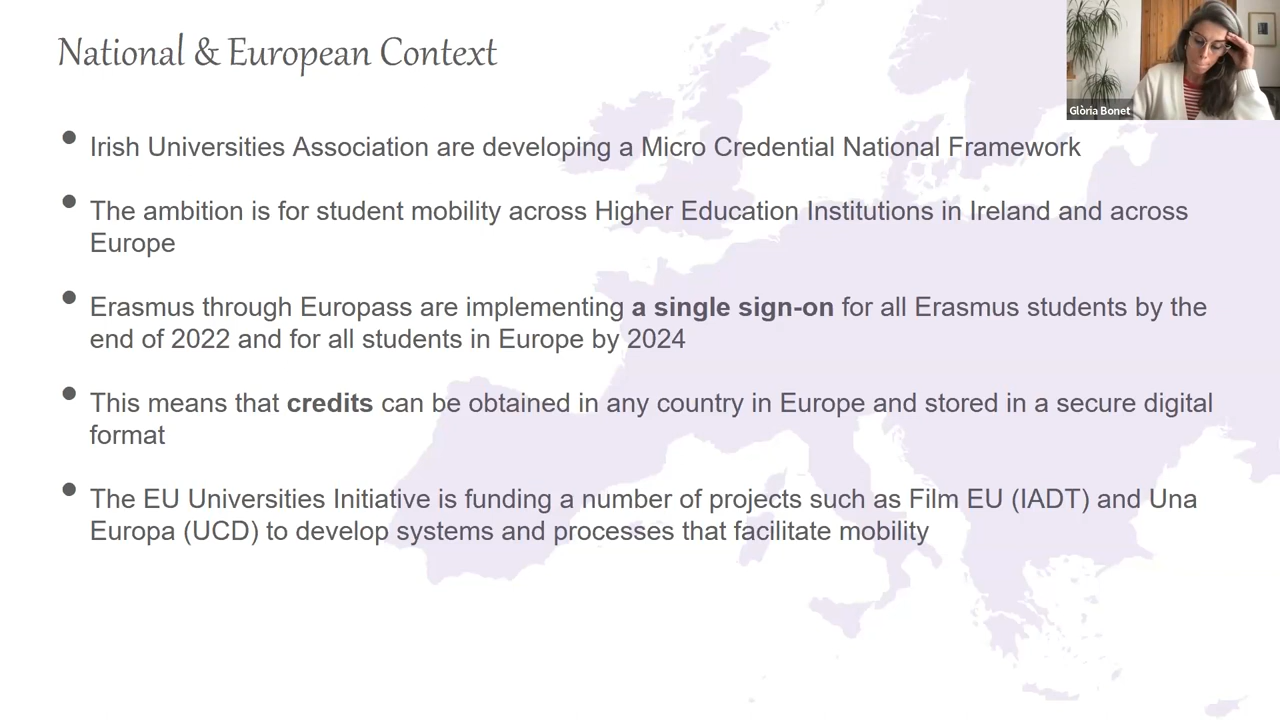 National & European Context
Glòria Bonet
• Irish Universities Association are developing a Micro Credential National Framework
• The ambition is for student mobility across Higher Education Institutions in Ireland and across
Europe
• Erasmus through Europass are implementing a single sign-on for all Erasmus students by the
end of 2022 and for all students in Europe by 2024
• This means that credits can be obtained in any country in Europe and stored in a secure digital
format
• The EU Universities Initiative is funding a number of projects such as Film EU (IADT) and Una
Europa (UCD) to develop systems and processes that facilitate mobility